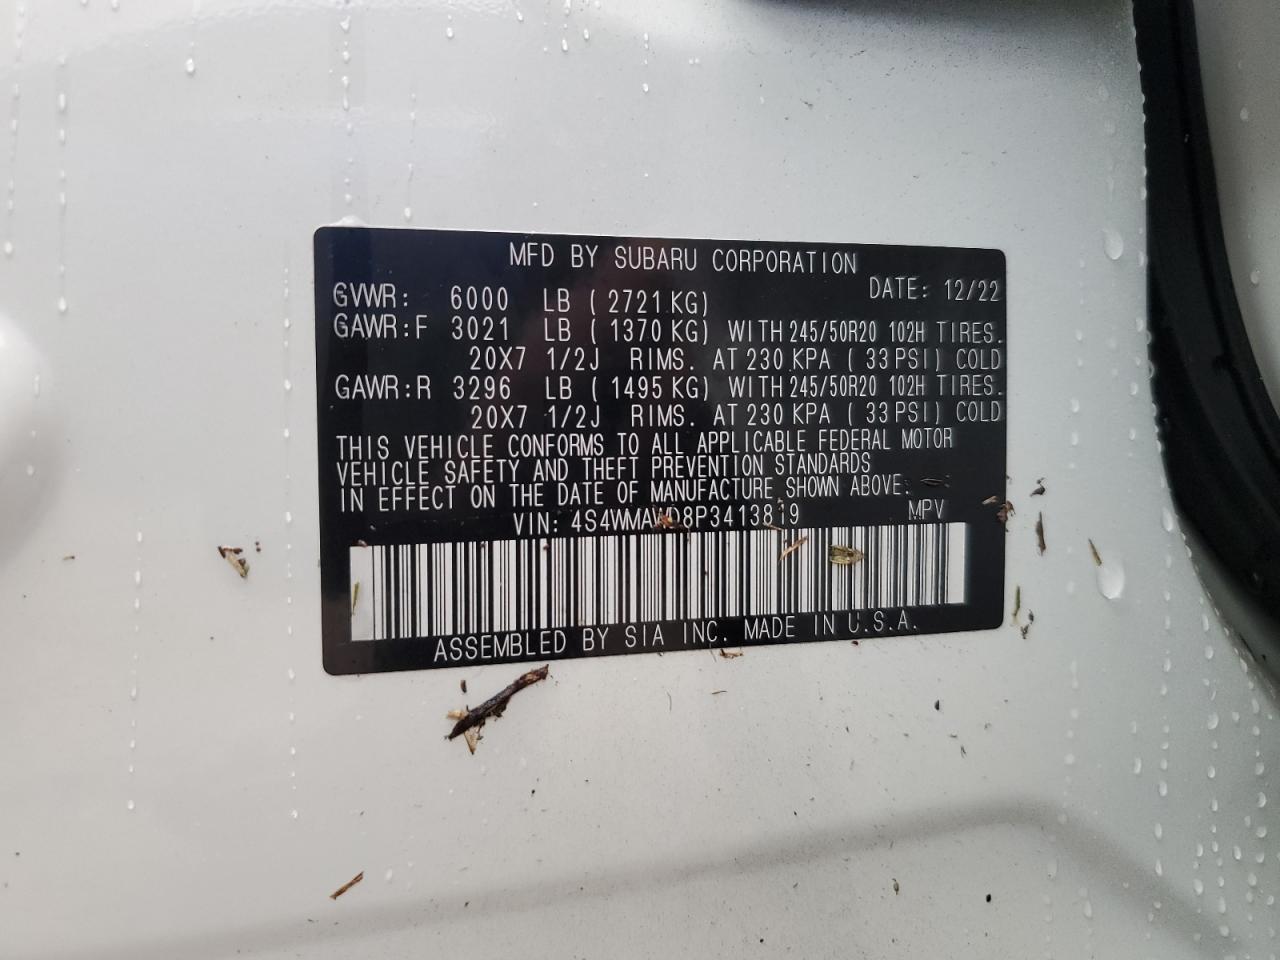 MFD BY SUBARU CORPORATION
DATE: 12/22
GVWR: 6000 LB ( 2721 KG)
GAWR:F 3021 LB ( 1370 KG) WITH 245/50R20 102H TIRES.
20X7 1/2J RIMS. AT 230 KPA ( 33 PSI) COLD
GAWR:R 3296 LB ( 1495 KG) WITH 245/50R20 102H TIRES.
20X7 1/2J RIMS. AT 230 KPA ( 33 PSI) COLD
THIS VEHICLE CONFORMS TO ALL APPLICABLE FEDERAL MOTOR
VEHICLE SAFETY AND THEFT PREVENTION STANDARDS
IN EFFECT ON THE DATE OF MANUFACTURE SHOWN ABOVE.
VIN: 4S4WMAWD8P3413819 MPV
ASSEMBLED BY SIA INC. MADE IN U.S.A.